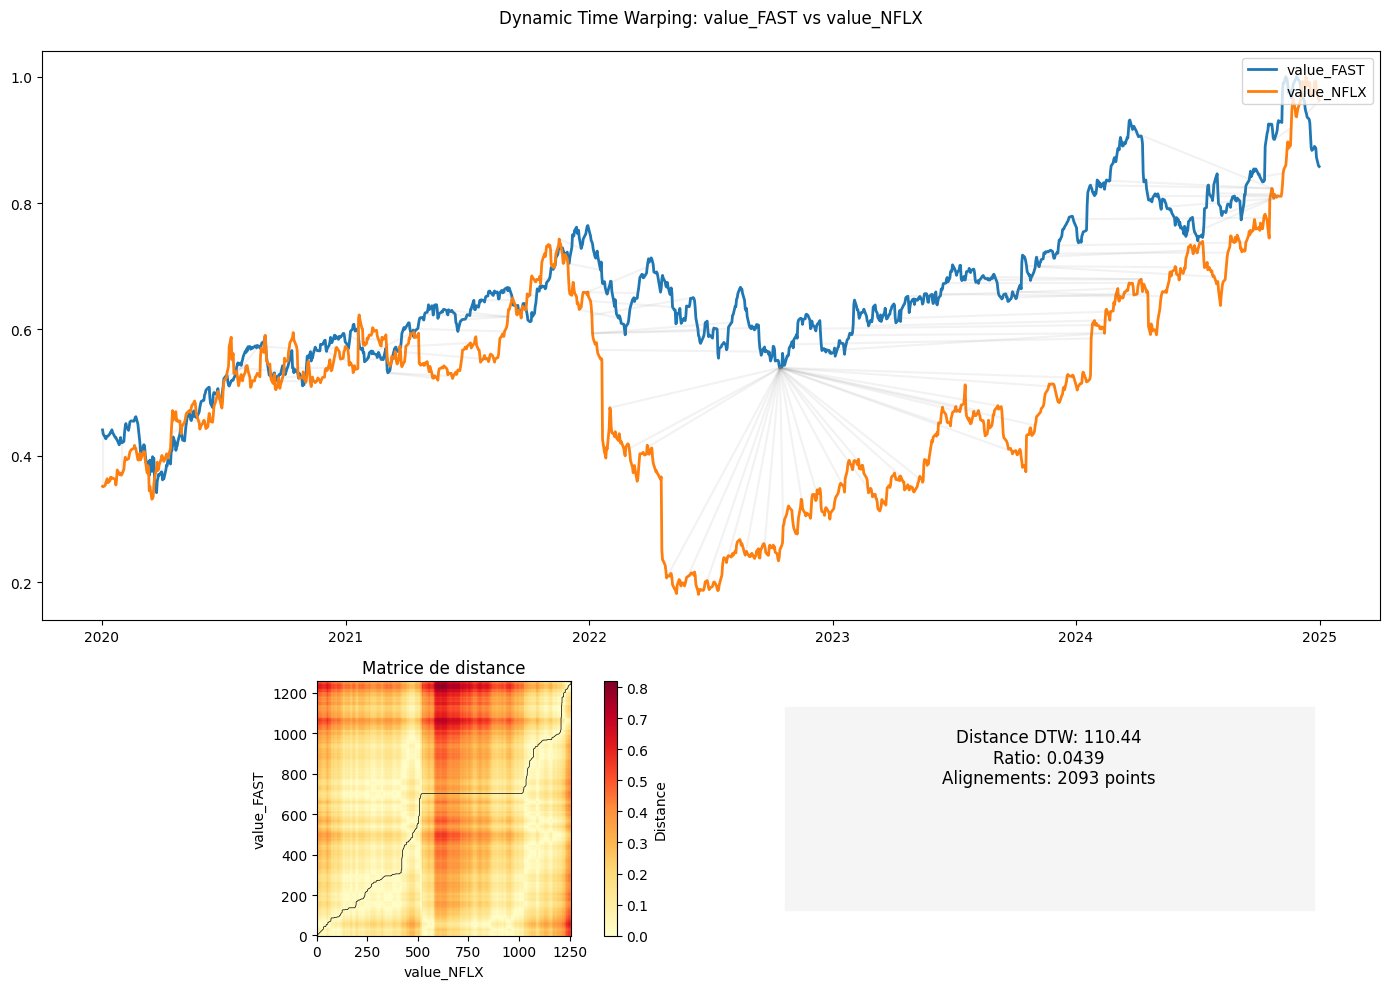 Dynamic Time Warping: value_FAST vs value_NFLX
value_FAST
value_NFLX
1.0
0.8
0.6
0.4
0.2
2020 2021 2022 2023 2024 2025
Matrice de distance
1200
1000
800
600
400
200
0
value_FAST
0 250 500 750 1000 1250
value_NFLX
0.8
0.7
0.6
0.5
0.4
0.3
0.2
0.1
0.0
Distance
Distance DTW: 110.44
Ratio: 0.0439
Alignements: 2093 points